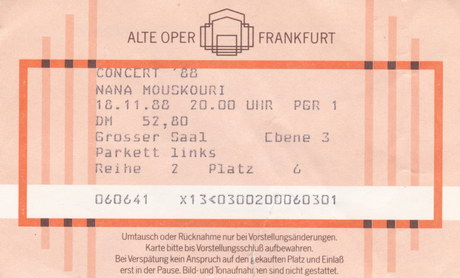 ALTE OPER FRANKFURT
CONCERT '88
NANA MOUSKOURI
18.11.88 20.00 UHR PGR 1
DM 52,80
Grosser Saal Ebene 3
Parkett links
Reihe 2 Platz 6
060641 X13<0300200060301
Umtausch oder Rücknahme nur bei Vorstellungsänderungen.
Karte bitte bis Vorstellungsschluß aufbewahren.
Bei Verspätung kein Anspruch auf den gekauften Platz und Einlaß
erst in der Pause. Bild- und Tonaufnahmen sind nicht gestattet.